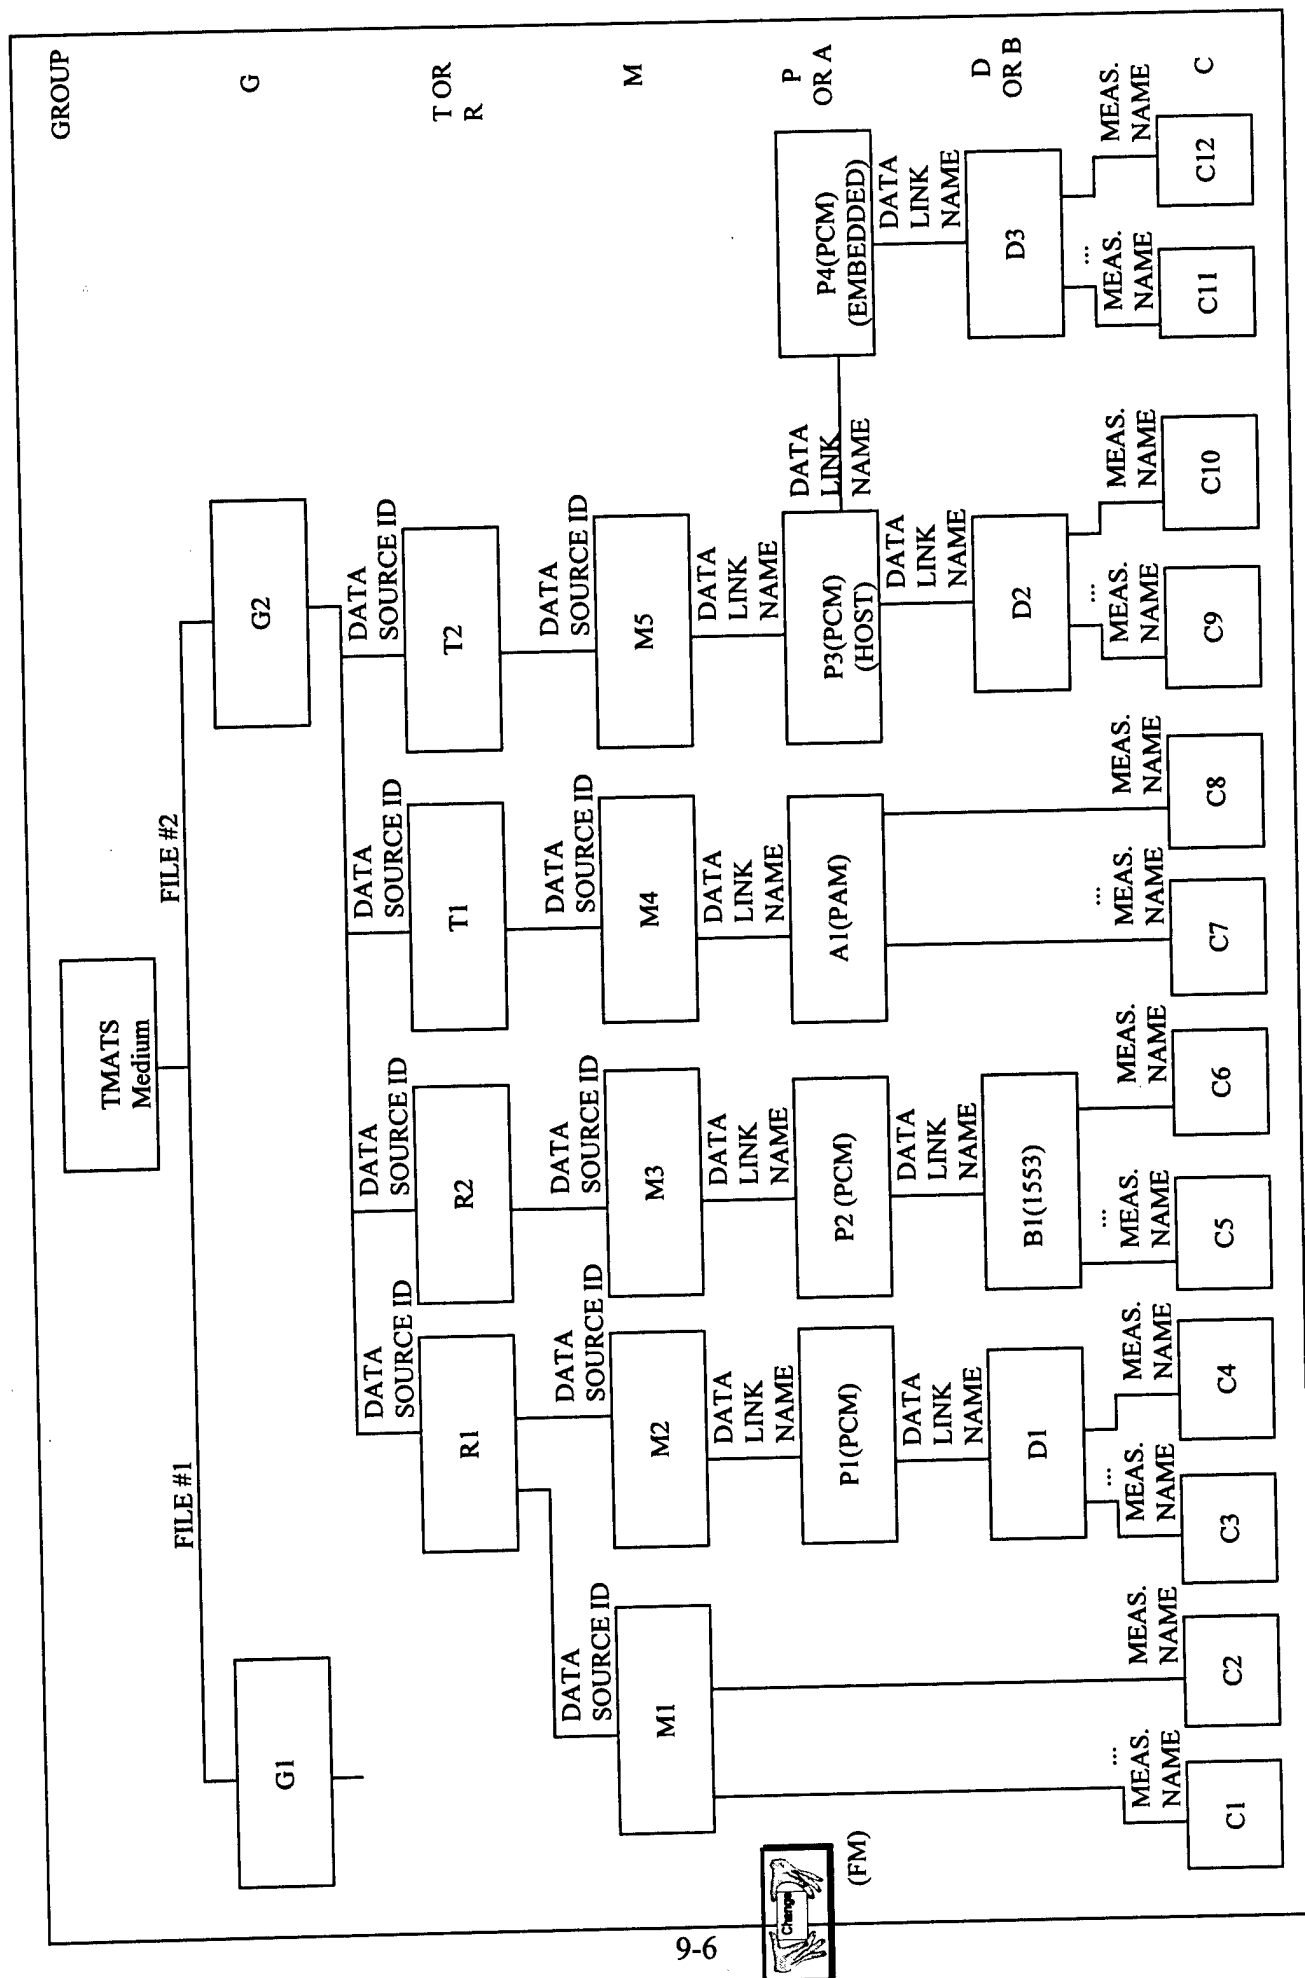 GROUP
TMATS
Medium
FILE #1
FILE #2
G1
G2
G
DATA
SOURCE ID
DATA
SOURCE ID
DATA
SOURCE ID
DATA
SOURCE ID
R1
R2
T1
T2
T OR
R
DATA
SOURCE ID
DATA
SOURCE ID
DATA
SOURCE ID
DATA
SOURCE ID
DATA
SOURCE ID
M1
M2
M3
M4
M5
M
DATA
LINK
NAME
DATA
LINK
NAME
DATA
LINK
NAME
DATA
LINK
NAME
DATA
LINK
NAME
(FM)
P1(PCM)
P2 (PCM)
A1(PAM)
P3(PCM)
(HOST)
P4(PCM)
(EMBEDDED)
P
OR A
DATA
LINK
NAME
DATA
LINK
NAME
DATA
LINK
NAME
DATA
LINK
NAME
D1
B1(1553)
D2
D3
D
OR B
...
MEAS.
NAME
MEAS.
NAME
...
MEAS.
NAME
MEAS.
NAME
...
MEAS.
NAME
MEAS.
NAME
...
MEAS.
NAME
MEAS.
NAME
...
MEAS.
NAME
MEAS.
NAME
...
MEAS.
NAME
MEAS.
NAME
C1
C2
C3
C4
C5
C6
C7
C8
C9
C10
C11
C12
C
Change
9-6